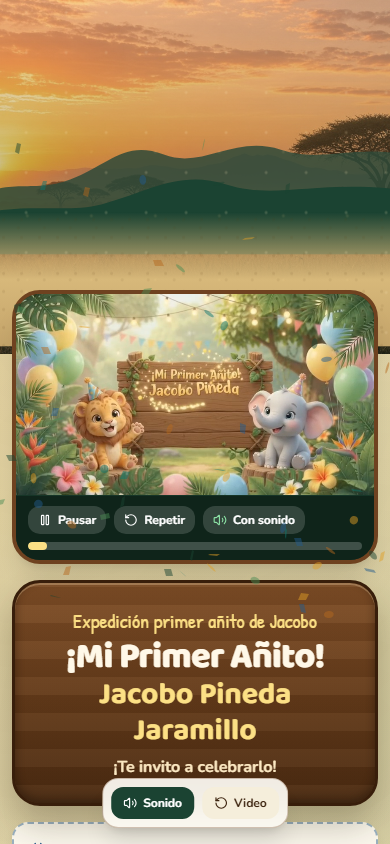 ¡Mi Primer Añito!
Jacobo Pineda
Pausar
Repetir
Con sonido
Expedición primer añito de Jacobo
¡Mi Primer Añito!
Jacobo Pineda
Jaramillo
¡Te invito a celebrarlo!
Sonido
Video